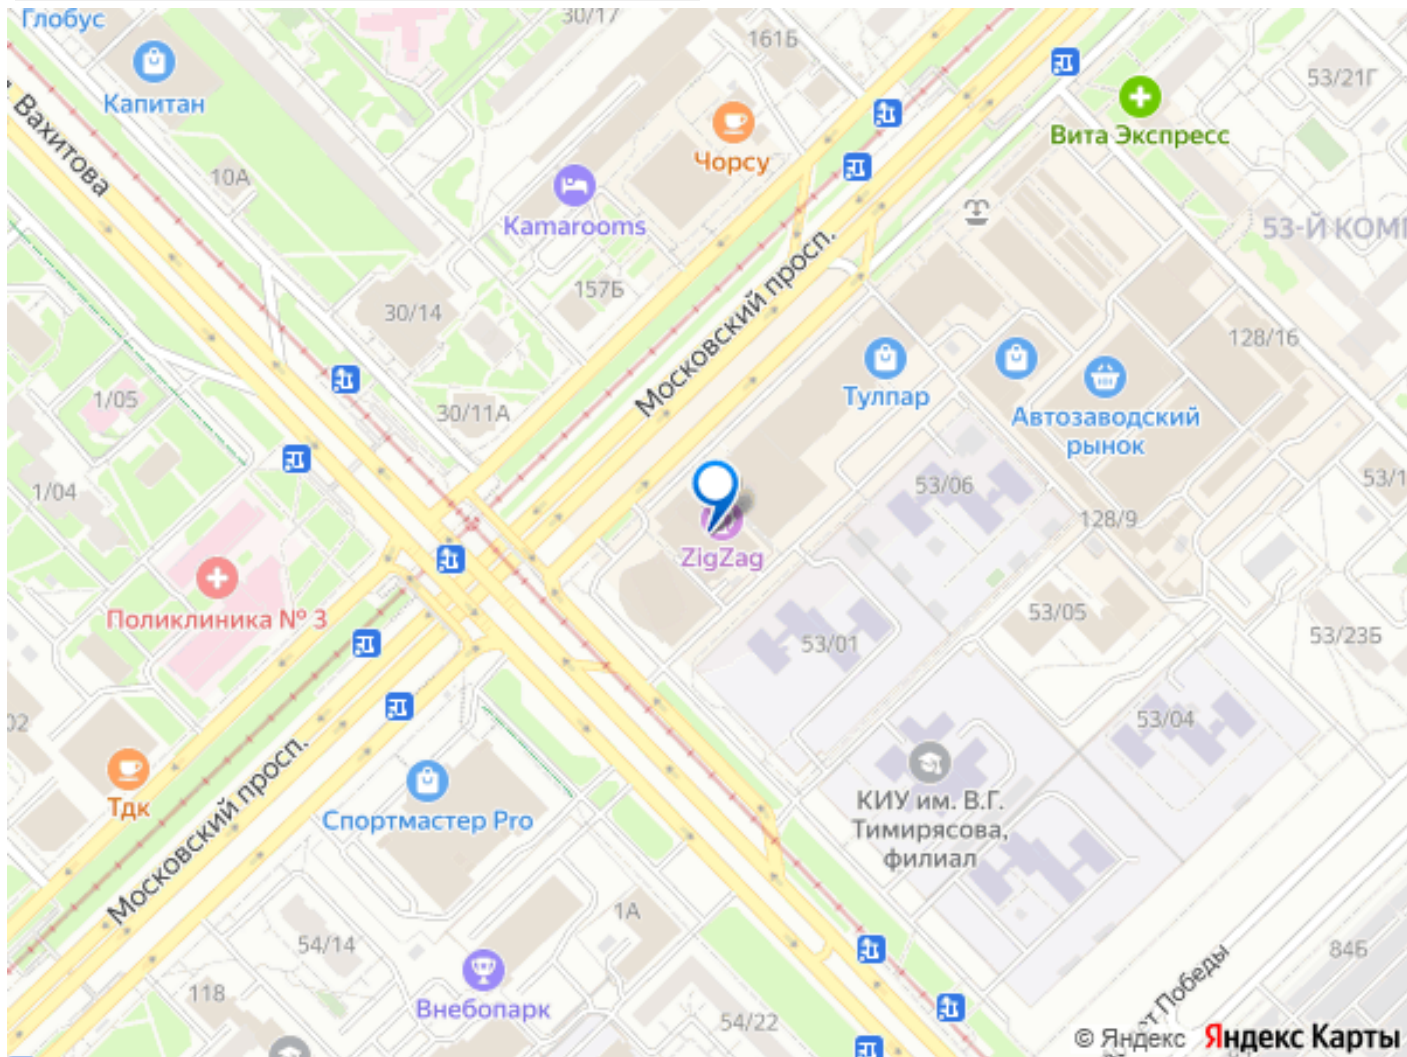 Глобус
30/17
161Б
53/21Г
Капитан
Вита Экспресс
Вахитова
Чорсу
10А
Kamarooms
53-Й КОМП
157Б
30/14
Московский просп.
128/16
1/05
30/11А
Тулпар
Автозаводский
рынок
1/04
53/06
53/1
128/9
ZigZag
Поликлиника № 3
53/05
53/01
53/23Б
02
53/04
Тдк
Московский просп.
Спортмастер Pro
КИУ им. В.Г.
Тимирясова,
филиал
1А
54/14
84Б
118
Внебопарк
54/22
Победы
© Яндекс Яндекс Карты